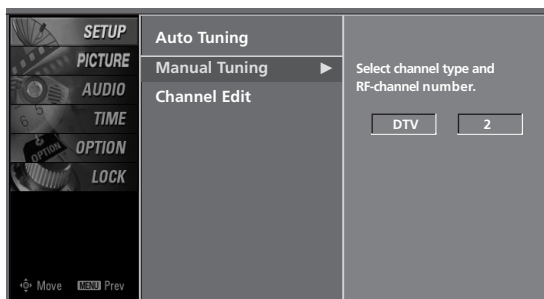 SETUP
PICTURE
AUDIO
TIME
OPTION
LOCK
Move MENU Prev
Auto Tuning
Manual Tuning ►
Channel Edit
Select channel type and
RF-channel number.
DTV 2